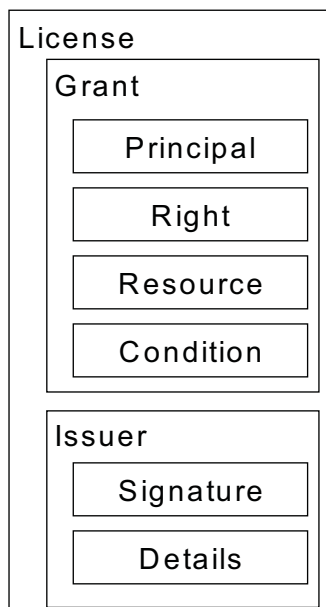 License
Grant
Principal
Right
Resource
Condition
Issuer
Signature
Details